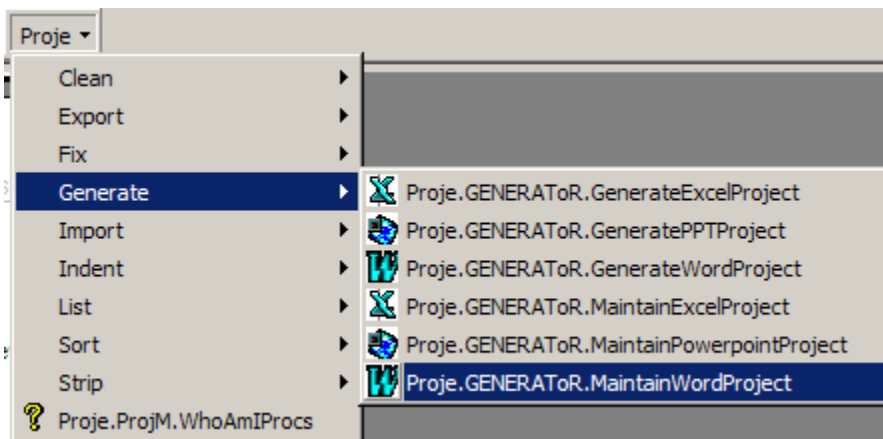 Proje
Clean
Export
Fix
Generate
Import
Indent
List
Sort
Strip
Proje.ProjM.WhoAmIProcs
Proje.GENERAToR.GenerateExcelProject
Proje.GENERAToR.GeneratePPTProject
Proje.GENERAToR.GenerateWordProject
Proje.GENERAToR.MaintainExcelProject
Proje.GENERAToR.MaintainPowerpointProject
Proje.GENERAToR.MaintainWordProject